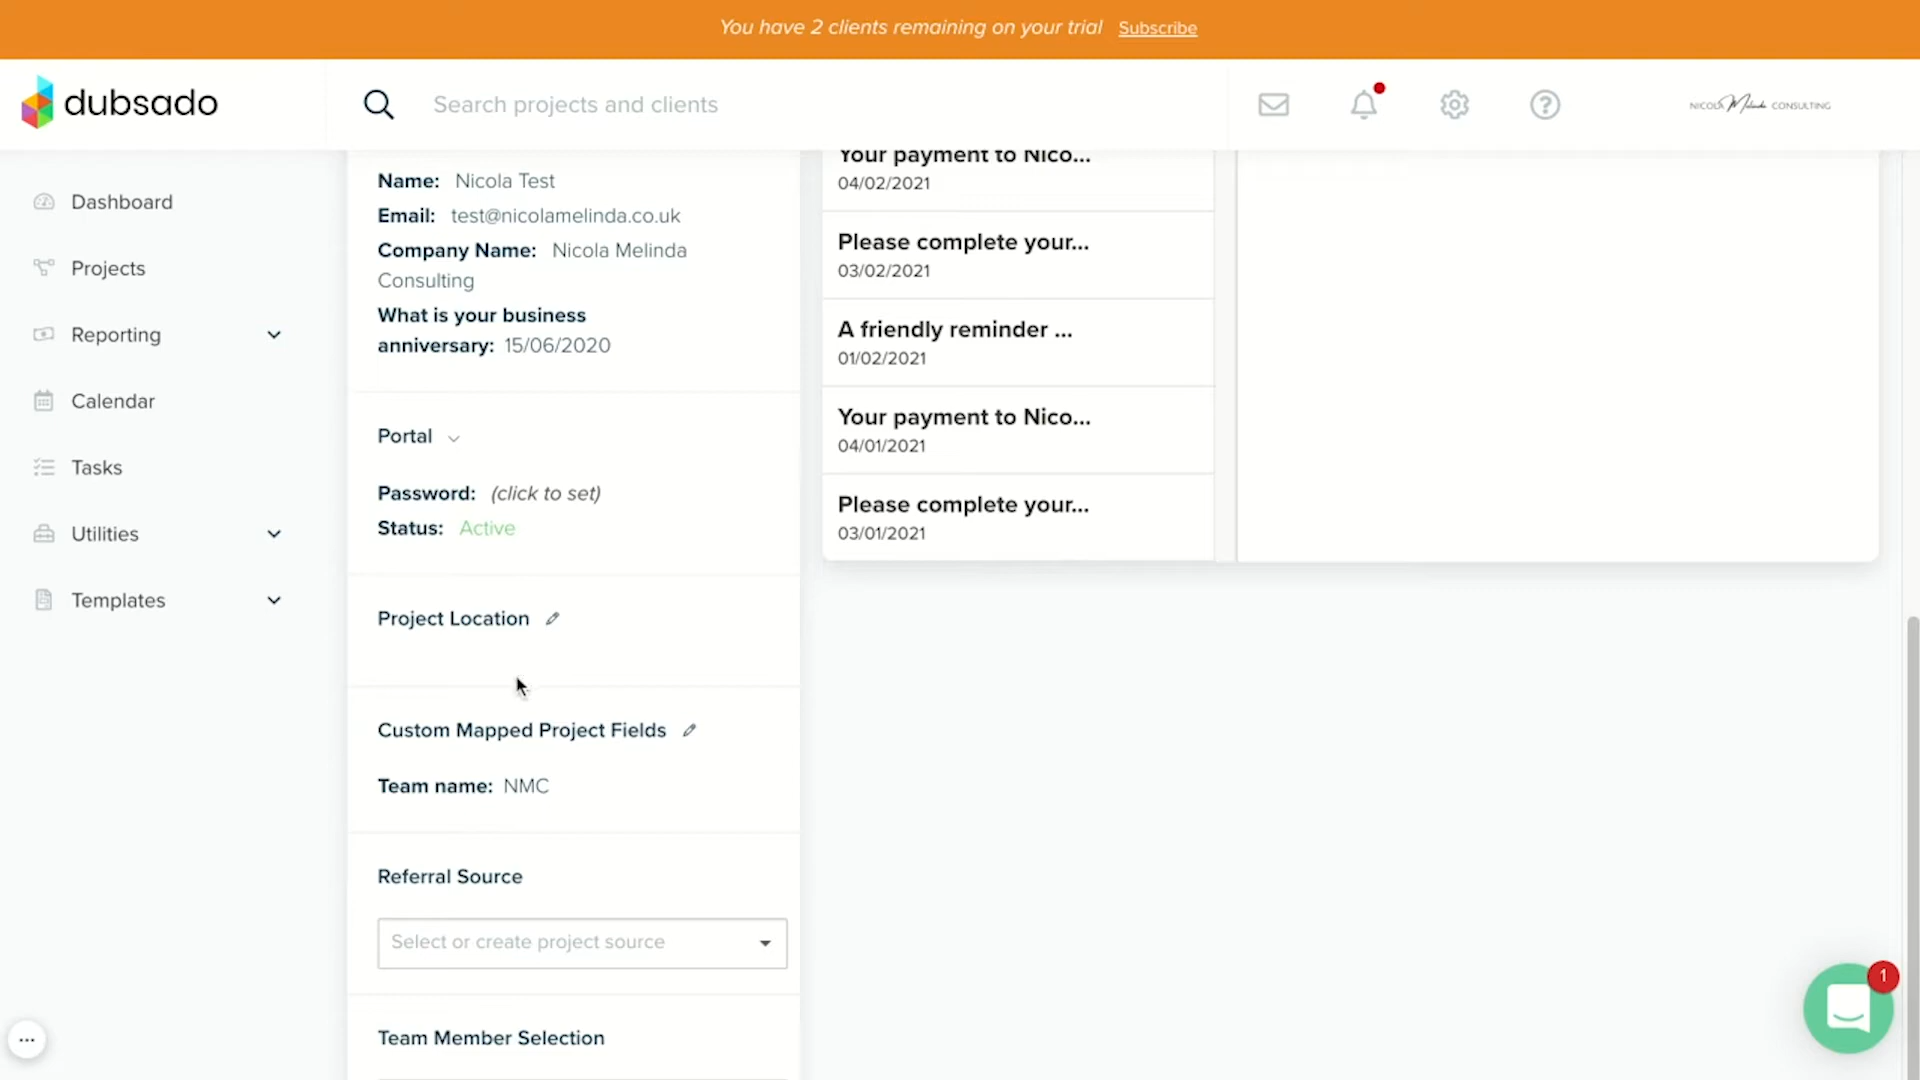 You have 2 clients remaining on your trial Subscribe
dubsado
Search projects and clients
NICOLA Melinda CONSULTING
Dashboard
Projects
Reporting
Calendar
Tasks
Utilities
Templates
Name: Nicola Test
Email: test@nicolamelinda.co.uk
Company Name: Nicola Melinda
Consulting
What is your business
anniversary: 15/06/2020
Portal
Password: (click to set)
Status: Active
Project Location
Custom Mapped Project Fields
Team name: NMC
Referral Source
Select or create project source
Team Member Selection
Your payment to Nico...
04/02/2021
Please complete your...
03/02/2021
A friendly reminder ...
01/02/2021
Your payment to Nico...
04/01/2021
Please complete your...
03/01/2021
1